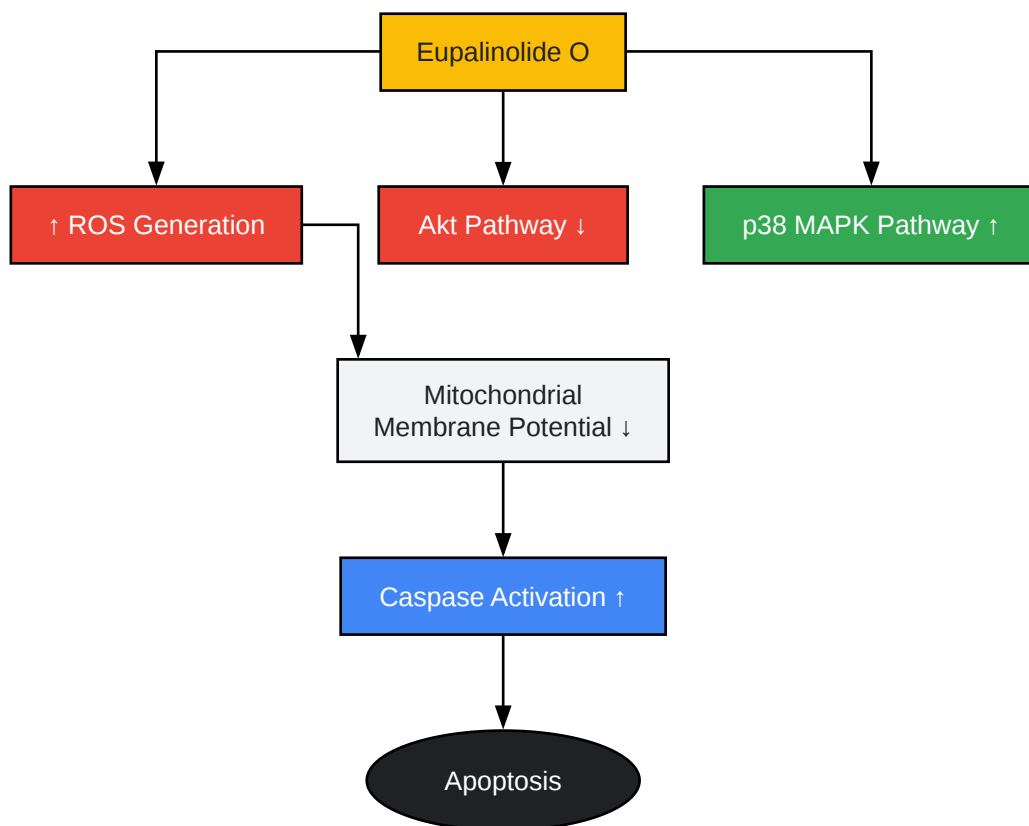 Eupalinolide O
↑ ROS Generation
Akt Pathway ↓
p38 MAPK Pathway ↑
Mitochondrial
Membrane Potential ↓
Caspase Activation ↑
Apoptosis